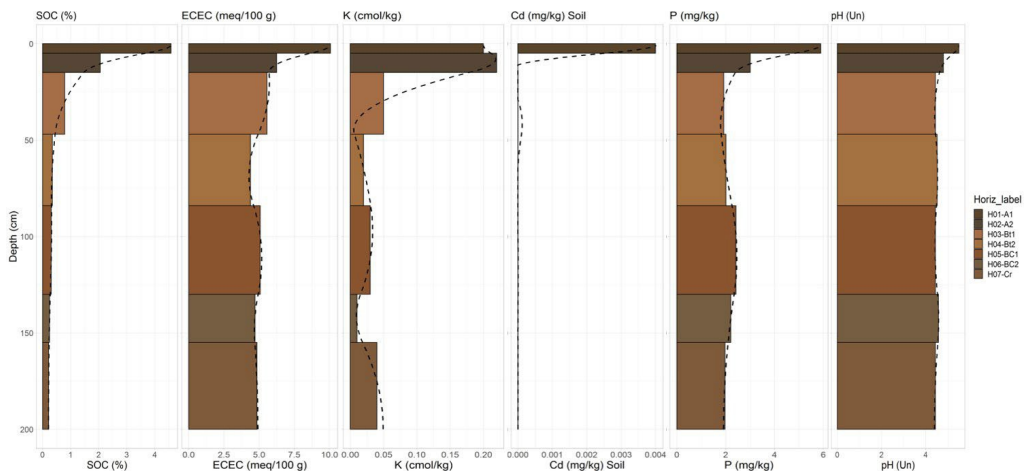 SOC (%) ECEC (meq/100 g) K (cmol/kg) Cd (mg/kg) Soil P (mg/kg) pH (Un)
0
50
100
150
200
Depth (cm)
0 1 2 3 4
0.0 2.5 5.0 7.5 10.0
0.00 0.05 0.10 0.15 0.20
0.000 0.001 0.002 0.003 0.004
0 2 4 6
0 1 2 3 4 5
SOC (%) ECEC (meq/100 g) K (cmol/kg) Cd (mg/kg) Soil P (mg/kg) pH (Un)
Horiz_label
H01-A1
H02-A2
H03-Bt1
H04-Bt2
H05-BC1
H06-BC2
H07-Cr